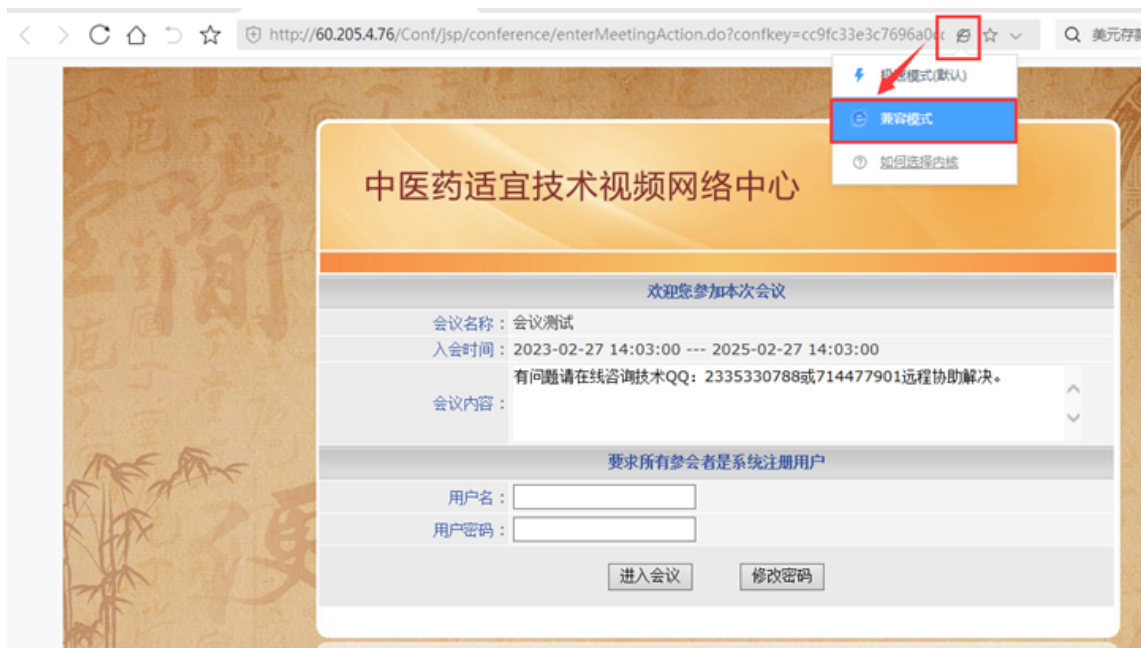 http://60.205.4.76/Conf/jsp/conference/enterMeetingAction.do?confkey=cc9fc33e3c7696a0
美元存款
极速模式(默认)
兼容模式
如何选择内核
中医药适宜技术视频网络中心
欢迎您参加本次会议
会议名称：会议测试
入会时间：2023-02-27 14:03:00 --- 2025-02-27 14:03:00
有问题请在线咨询技术QQ：2335330788或714477901远程协助解决。
会议内容：
要求所有参会者是系统注册用户
用户名：
用户密码：
进入会议 修改密码